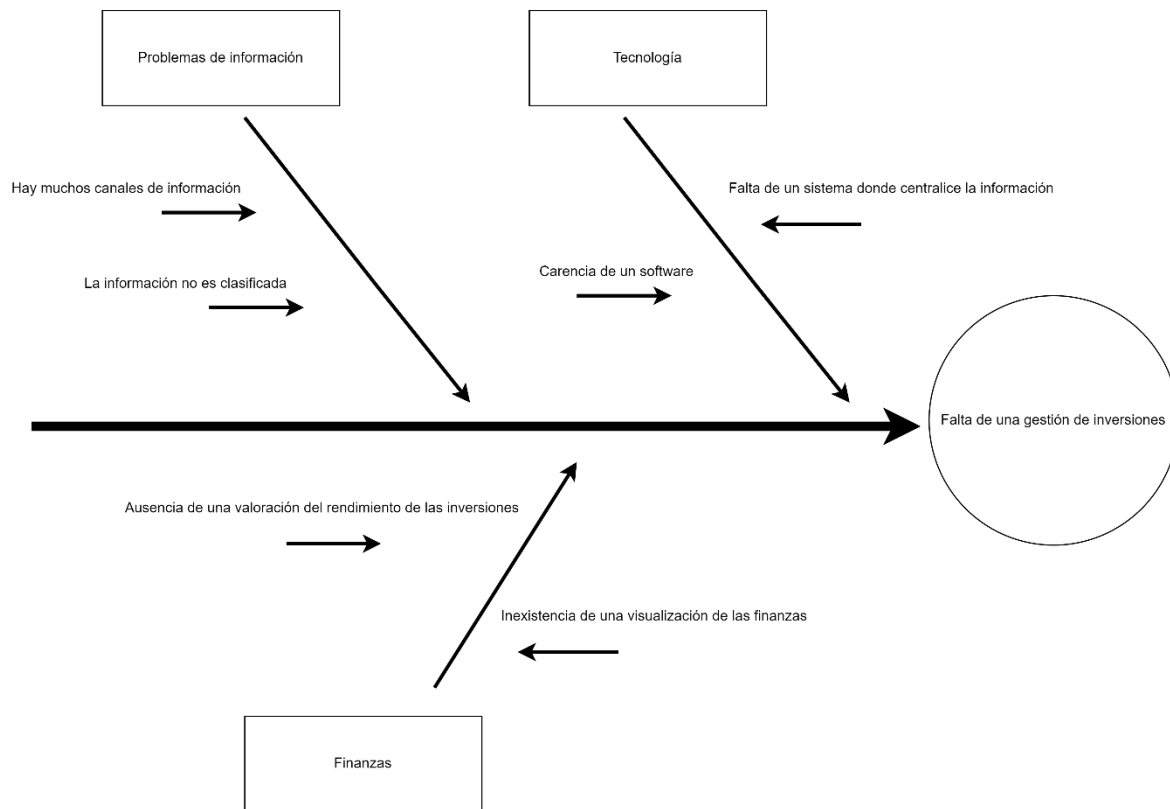 Problemas de información
Tecnología
Hay muchos canales de información
Falta de un sistema donde centralice la información
La información no es clasificada
Carencia de un software
Falta de una gestión de inversiones
Ausencia de una valoración del rendimiento de las inversiones
Inexistencia de una visualización de las finanzas
Finanzas